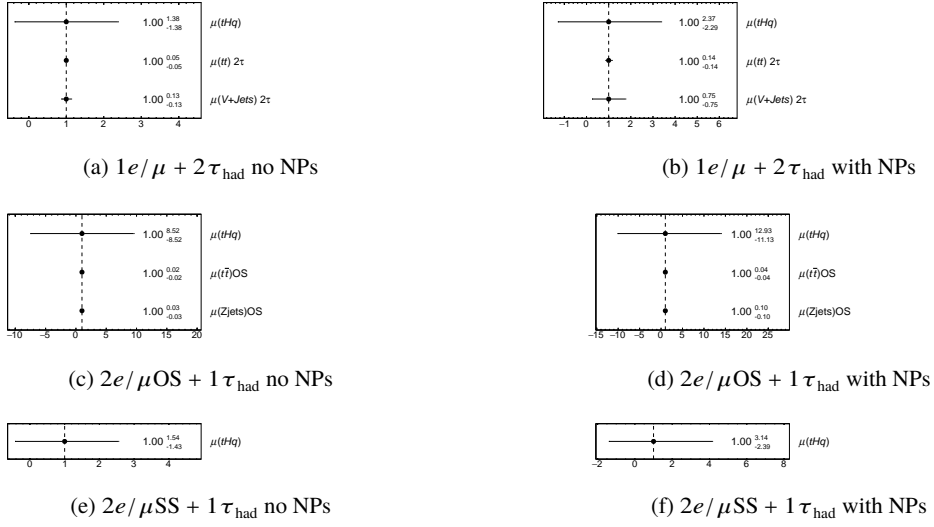 1.00 1.38 -1.38 μ(tHq)
1.00 0.05 -0.05 μ(tt) 2τ
1.00 0.13 -0.13 μ(V+Jets) 2τ
0 1 2 3 4
(a) 1e/μ + 2τhad no NPs
1.00 2.37 -2.29 μ(tHq)
1.00 0.14 -0.14 μ(tt) 2τ
1.00 0.75 -0.75 μ(V+Jets) 2τ
−1 0 1 2 3 4 5 6
(b) 1e/μ + 2τhad with NPs
1.00 8.52 -8.52 μ(tHq)
1.00 0.02 -0.02 μ(tt̄)OS
1.00 0.03 -0.03 μ(Zjets)OS
−10 −5 0 5 10 15 20
(c) 2e/μOS + 1τhad no NPs
1.00 12.93 -11.13 μ(tHq)
1.00 0.04 -0.04 μ(tt̄)OS
1.00 0.10 -0.10 μ(Zjets)OS
−15 −10 −5 0 5 10 15 20 25
(d) 2e/μOS + 1τhad with NPs
1.00 1.54 -1.43 μ(tHq)
0 1 2 3 4
(e) 2e/μSS + 1τhad no NPs
1.00 3.14 -2.39 μ(tHq)
−2 0 2 4 6 8
(f) 2e/μSS + 1τhad with NPs